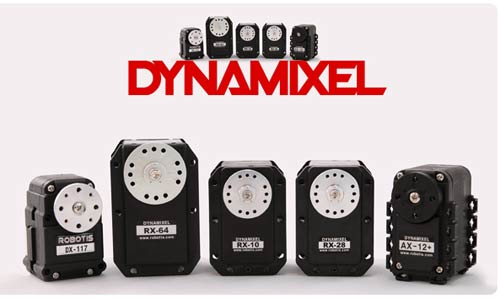 DYNAMIXEL
ROBOTIS
DX-117
DYNAMIXEL
RX-64
www.robotis.com
DYNAMIXEL
RX-10
www.robotis.com
DYNAMIXEL
RX-28
www.robotis.com
AX-12+